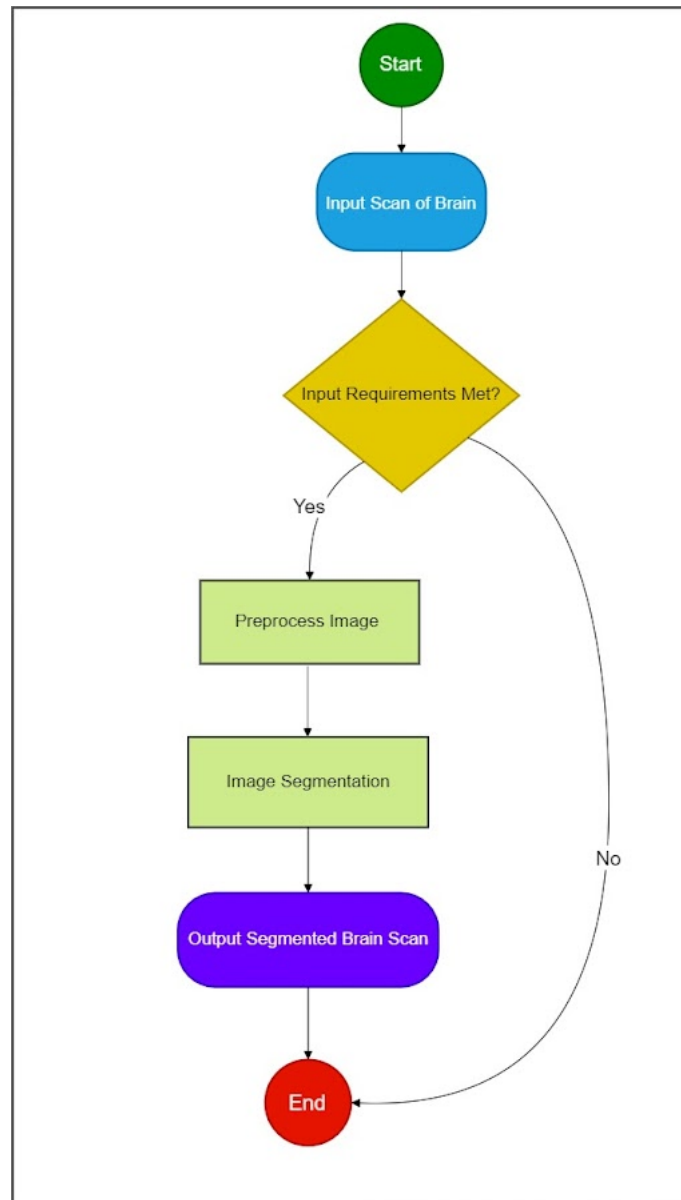 Start
Input Scan of Brain
Input Requirements Met?
Yes
Preprocess Image
Image Segmentation
No
Output Segmented Brain Scan
End